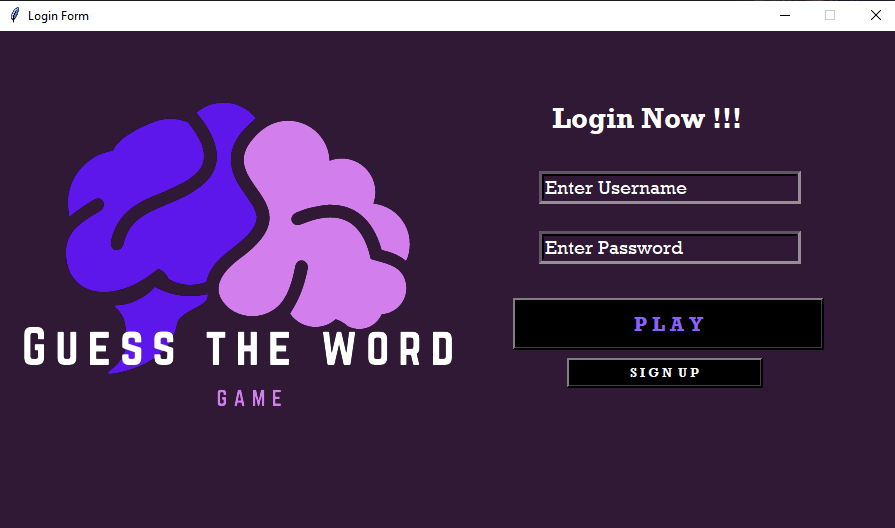 Login Form
Login Now !!!
Enter Username
Enter Password
PLAY
GUESS THE WORD
SIGN UP
GAME